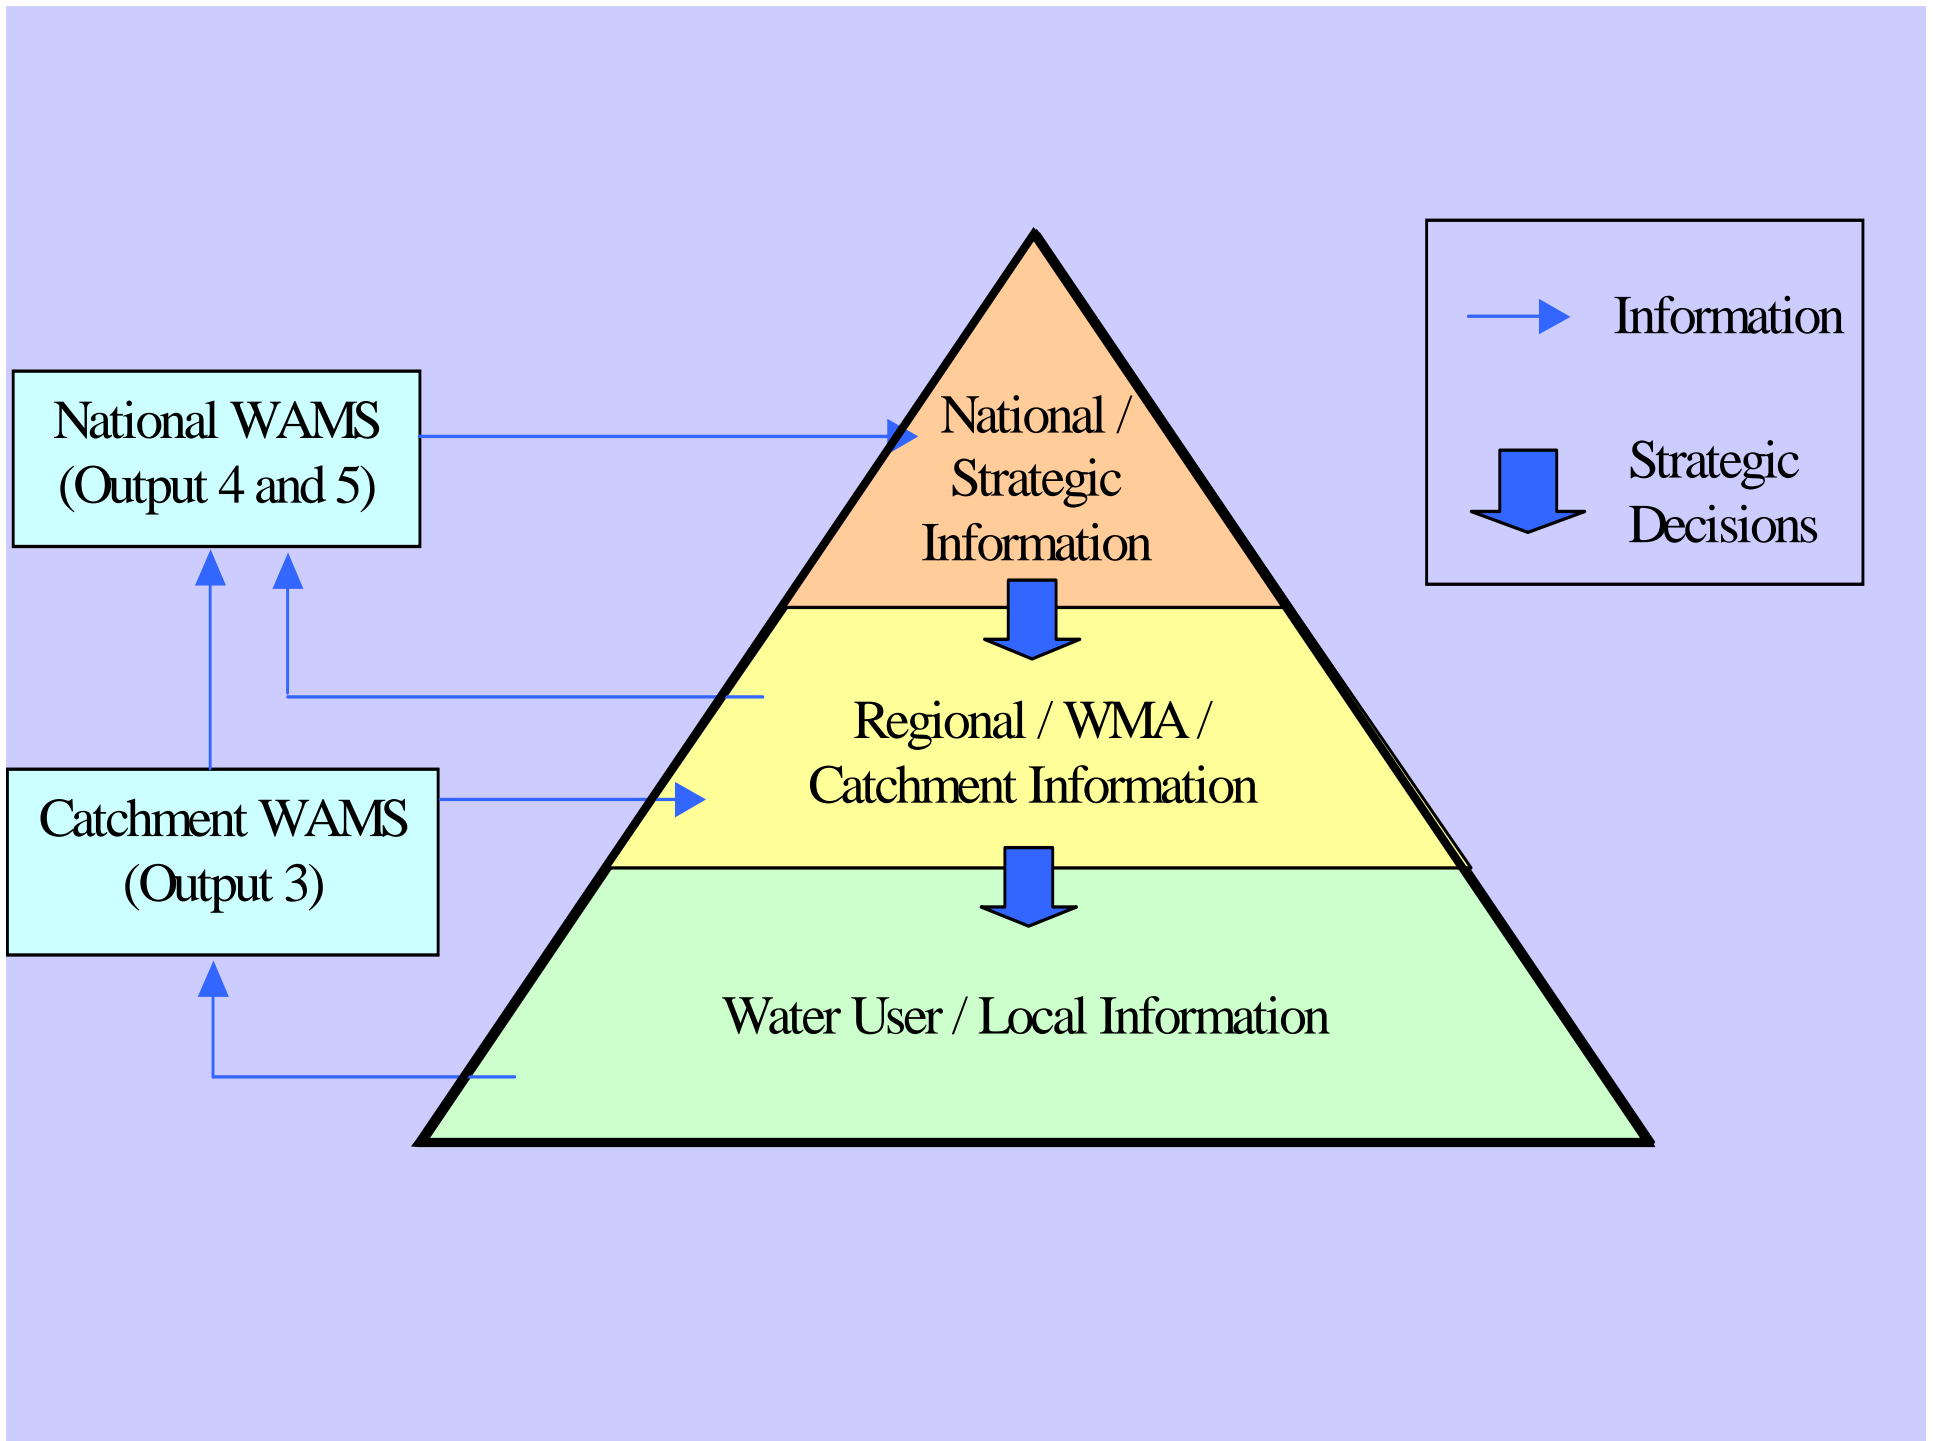 National WAMS
(Output 4 and 5)
Catchment WAMS
(Output 3)
National /
Strategic
Information
Regional / WMA /
Catchment Information
Water User / Local Information
Information
Strategic
Decisions